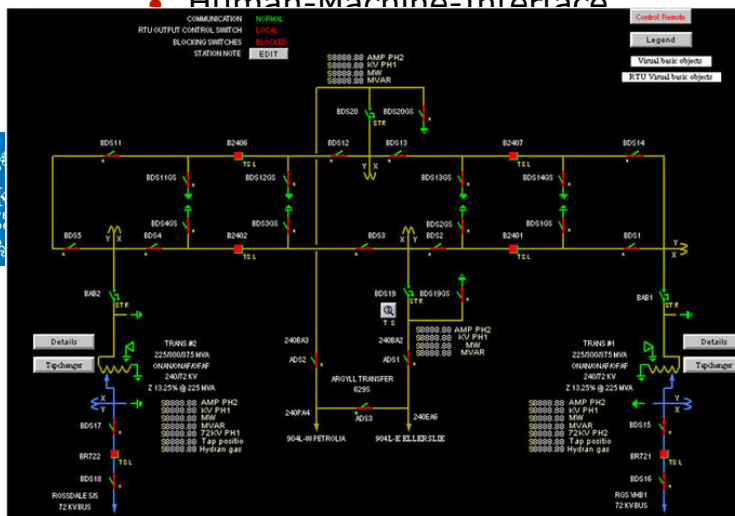 Human-Machine-Interface
COMMUNICATION NORMAL
RTU OUTPUT CONTROL SWITCH LOCAL
BLOCKING SWITCHES BLOCKED
STATION NOTE EDIT
Control: Remote
Legend
Visual basic objects
RTU Visual basic objects
S8888.88 AMP PH2
S8888.88 KV PH1
S8888.88 MW
S8888.88 MVAR
BDS20 BDS20GS
STR
BDS11 B2406 BDS12 BDS13 B2407 BDS14
TSL TSL
Y X
BDS11GS BDS12GS BDS13GS BDS14GS
BDS4GS BDS3GS BDS2GS BDS1GS
Y X Y X
BDS5 BDS4 B2402 BDS3 BDS2 B2401 BDS1
TSL TSL
X
Y
BAB2 BDS19 BDS19GS BAB1
STR STR STR
T S
Details
Tapchanger
TRANS #2
225/300/375 MVA
ONAN/ONAF/OFAF
240/72 KV
Z 13.25% @ 225 MVA
240BA3 240BA2
ADS2 ADS1
S8888.88 AMP PH2
S8888.88 KV PH1
S8888.88 MW
S8888.88 MVAR
ARGYLL TRANSFER
629S
TRANS #1
225/300/375 MVA
ONAN/ONAF/OFAF
240/72 KV
Z 13.25% @ 225 MVA
Details
Tapchanger
X
Y
S8888.88 AMP PH2
S8888.88 KV PH1
S8888.88 MW
S8888.88 MVAR
S8888.88 72KV PH1
S8888.88 Tap positio
S8888.88 Hydran gas
240PA4 ADS3 240EA6
904L-W PETROLIA 904L-E ELLERSLIE
X
Y
S8888.88 AMP PH2
S8888.88 KV PH1
S8888.88 MW
S8888.88 MVAR
S8888.88 72KV PH2
S8888.88 Tap positio
S8888.88 Hydran gas
BDS17 BDS15
BR722 BR721
TSL TSL
BDS18 BDS16
ROSSDALE S/S
72 KV BUS
RGS VHB1
72 KV BUS